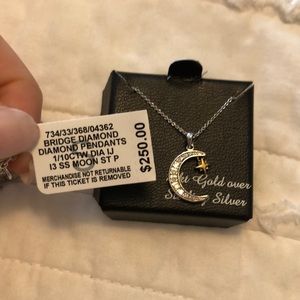 734/33/368/04362
BRIDGE DIAMOND
DIAMOND PENDANTS
1/10CTW DIA IJ
I3 SS MOON ST P
MERCHANDISE NOT RETURNABLE
IF THIS TICKET IS REMOVED
$250.00
Gold over
Silver